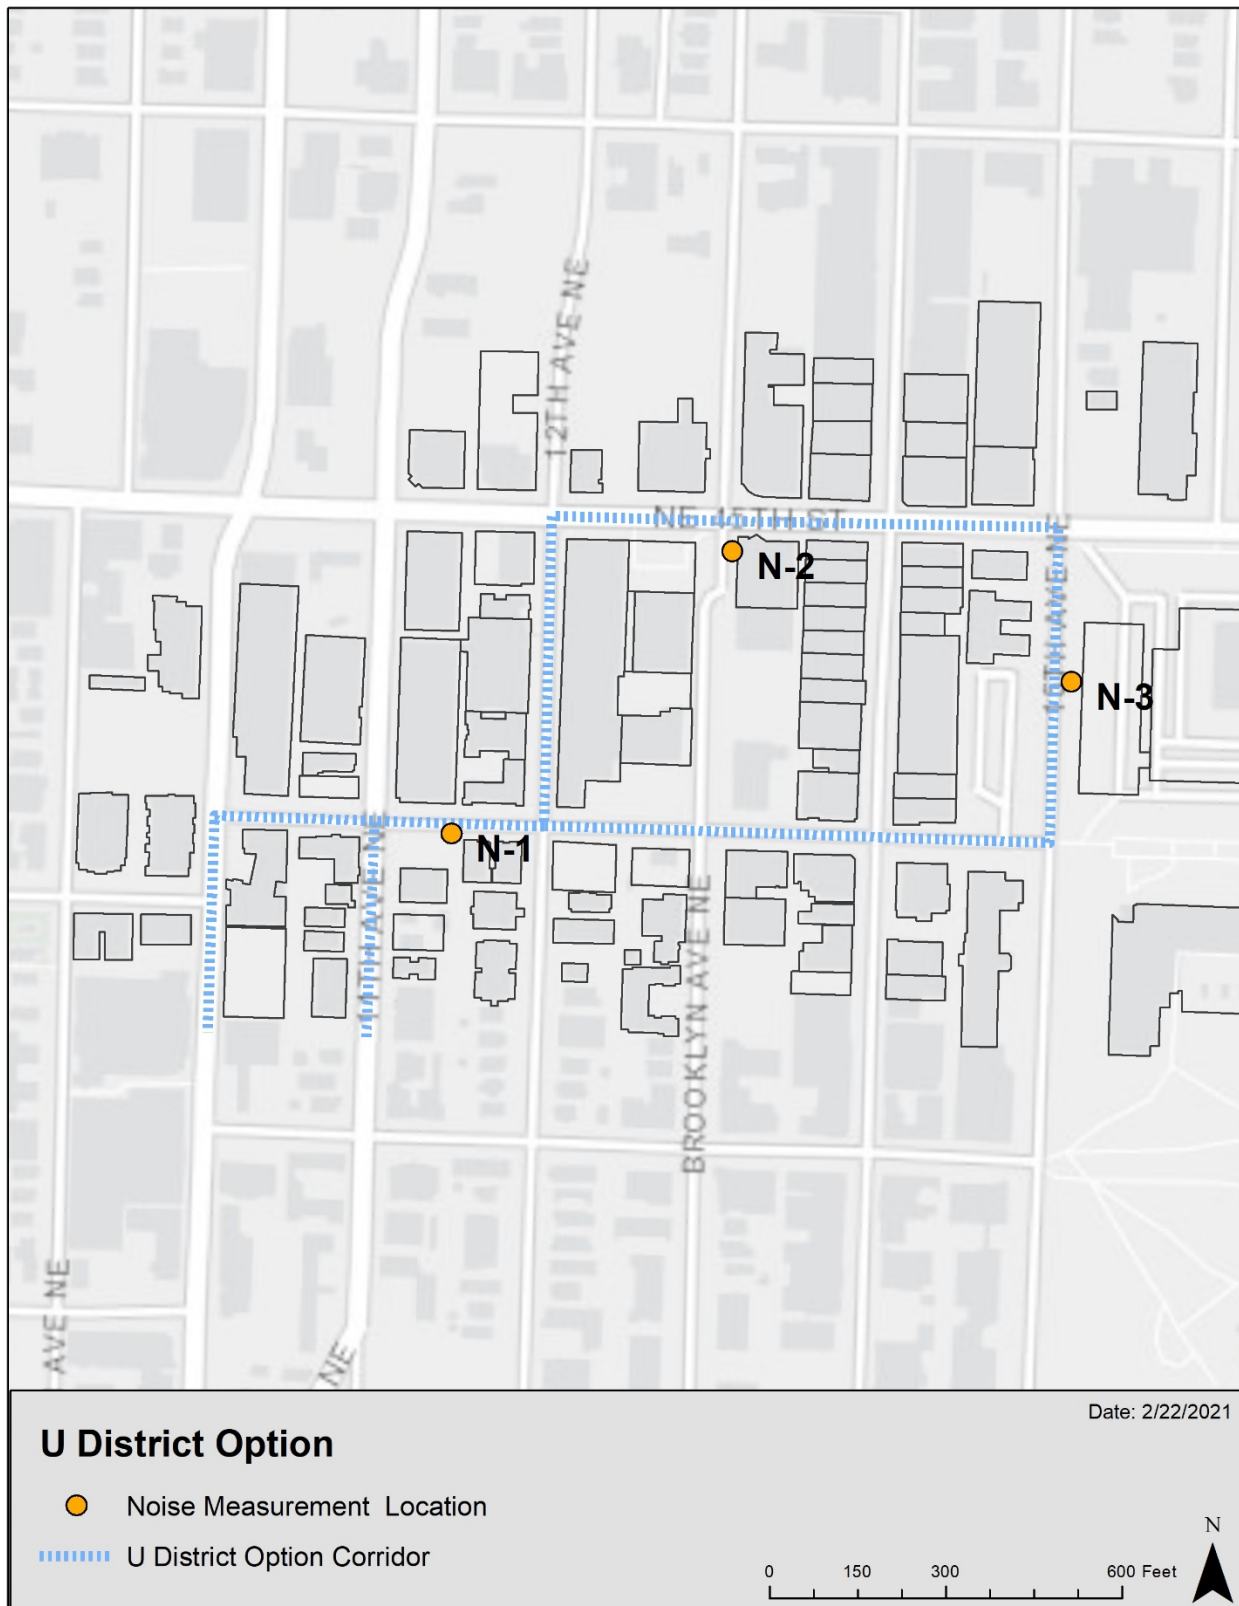 12TH AVE NE
NE 45TH ST
N-2
15TH AVE NE
N-3
N-1
11TH AVE NE
BROOKLYN AVE NE
AVE NE
NE
Date: 2/22/2021
U District Option
Noise Measurement Location
U District Option Corridor
N
0 150 300 600 Feet